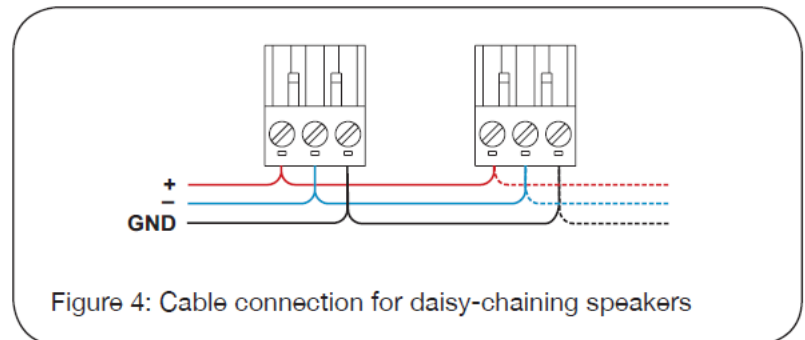 +
–
GND
Figure 4: Cable connection for daisy-chaining speakers